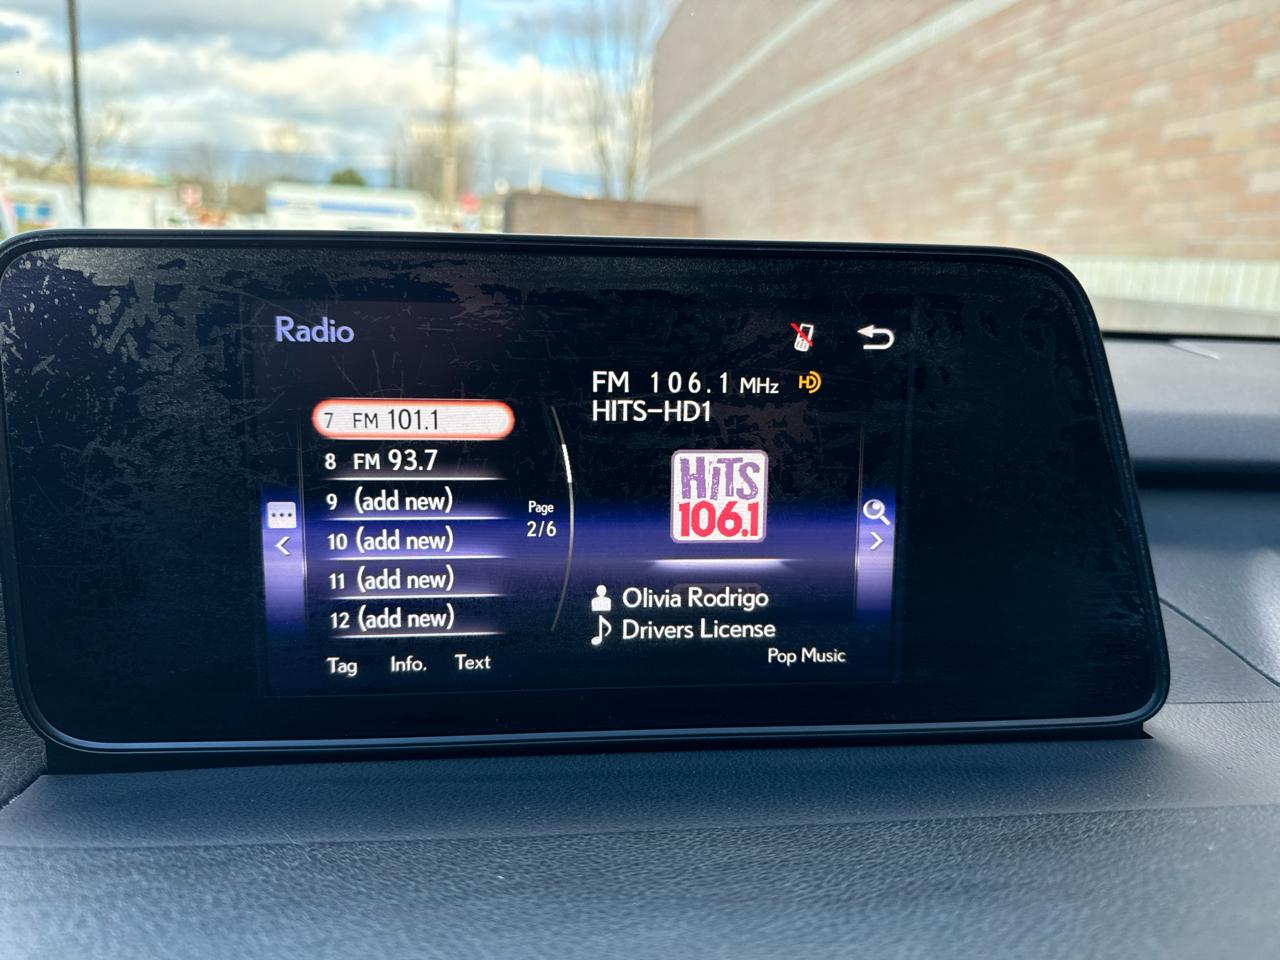 Radio
FM 106.1 MHz HD
HITS-HD1
7 FM 101.1
8 FM 93.7
9 (add new)
10 (add new)
11 (add new)
12 (add new)
Page
2/6
Tag Info. Text
HiTS
106.1
Olivia Rodrigo
Drivers License
Pop Music